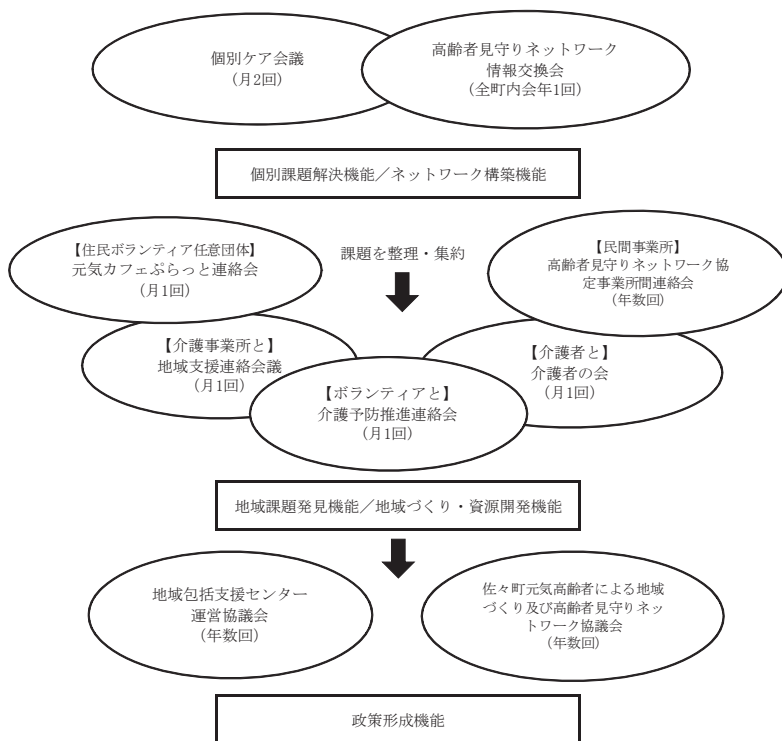 個別ケア会議
(月2回)
高齢者見守りネットワーク
情報交換会
(全町内会年1回)
個別課題解決機能／ネットワーク構築機能
【住民ボランティア任意団体】
元気カフェぷらっと連絡会
(月1回)
課題を整理・集約
【民間事業所】
高齢者見守りネットワーク協
定事業所間連絡会
(年数回)
【介護事業所と】
地域支援連絡会議
(月1回)
【ボランティアと】
介護予防推進連絡会
(月1回)
【介護者と】
介護者の会
(月1回)
地域課題発見機能／地域づくり・資源開発機能
地域包括支援センター
運営協議会
(年数回)
佐々町元気高齢者による地域
づくり及び高齢者見守りネッ
トワーク協議会
(年数回)
政策形成機能